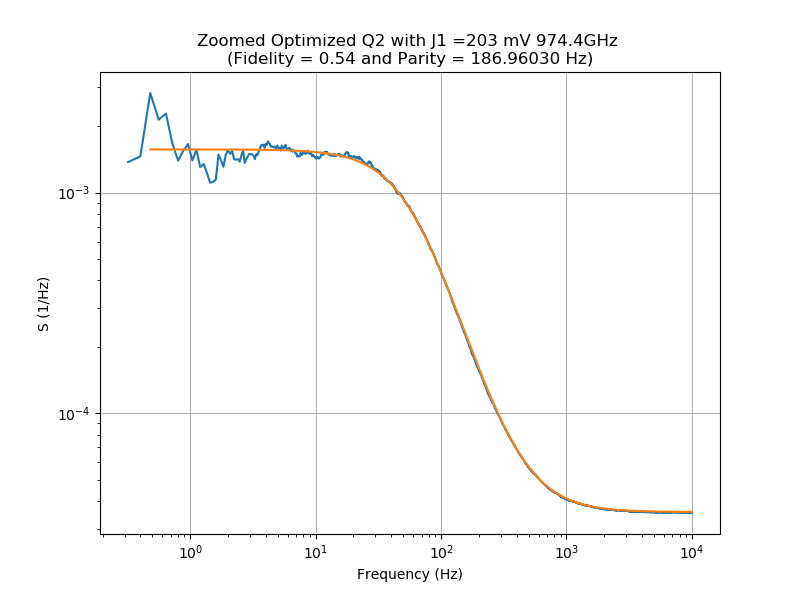 Zoomed Optimized Q2 with J1 =203 mV 974.4GHz
(Fidelity = 0.54 and Parity = 186.96030 Hz)
S (1/Hz)
10⁻³
10⁻⁴
10⁰ 10¹ 10² 10³ 10⁴
Frequency (Hz)